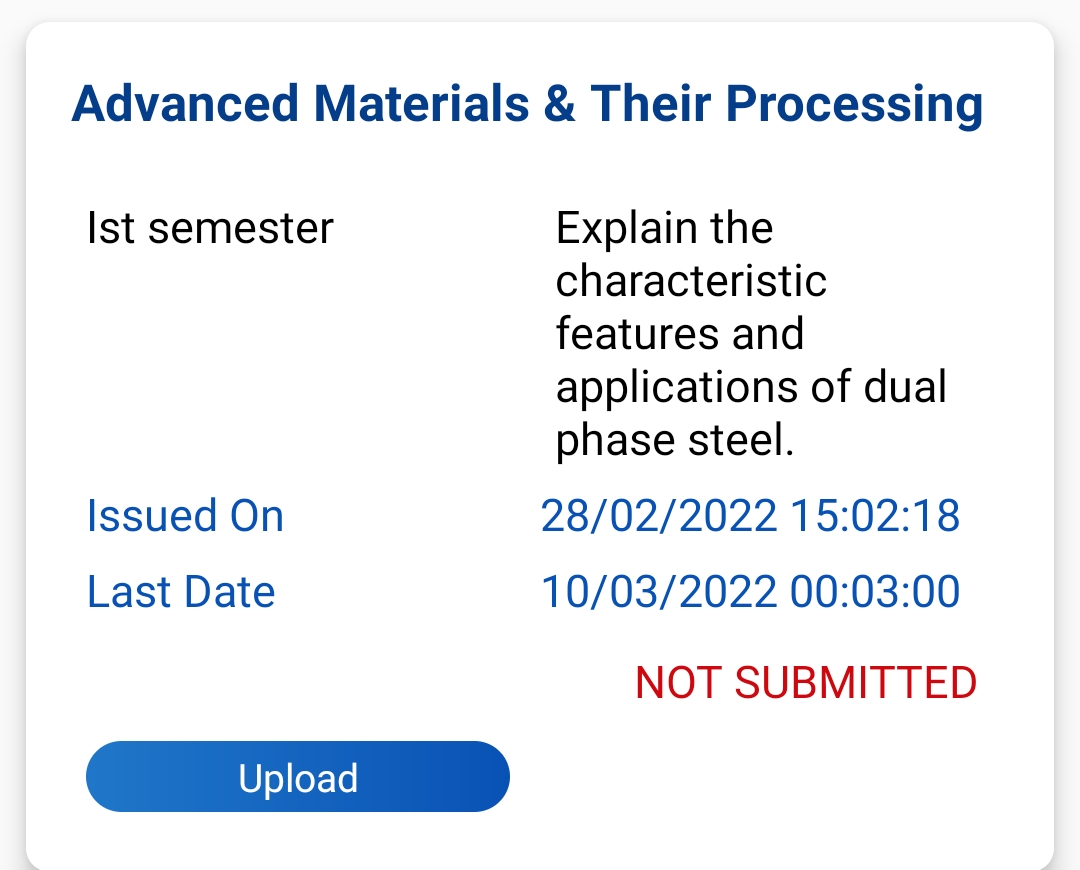 Advanced Materials & Their Processing
Ist semester
Explain the
characteristic
features and
applications of dual
phase steel.
Issued On 28/02/2022 15:02:18
Last Date 10/03/2022 00:03:00
NOT SUBMITTED
Upload